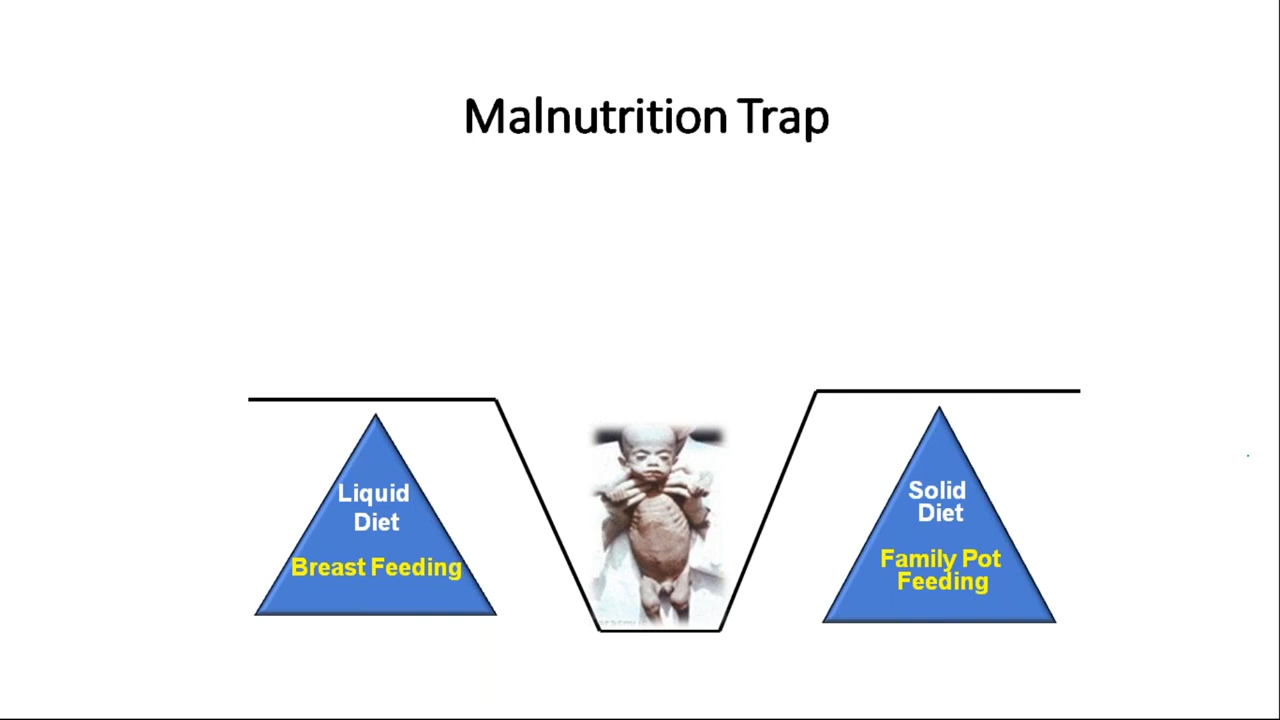 Malnutrition Trap
Liquid
Diet
Breast Feeding
Solid
Diet
Family Pot
Feeding